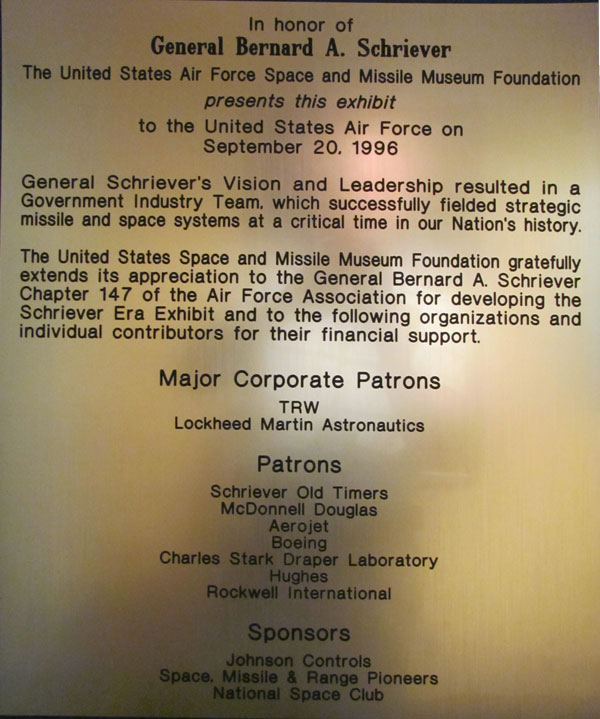 In honor of
General Bernard A. Schriever
The United States Air Force Space and Missile Museum Foundation
presents this exhibit
to the United States Air Force on
September 20, 1996
General Schriever's Vision and Leadership resulted in a
Government Industry Team, which successfully fielded strategic
missile and space systems at a critical time in our Nation's history.
The United States Space and Missile Museum Foundation gratefully
extends its appreciation to the General Bernard A. Schriever
Chapter 147 of the Air Force Association for developing the
Schriever Era Exhibit and to the following organizations and
individual contributors for their financial support.
Major Corporate Patrons
TRW
Lockheed Martin Astronautics
Patrons
Schriever Old Timers
McDonnell Douglas
Aerojet
Boeing
Charles Stark Draper Laboratory
Hughes
Rockwell International
Sponsors
Johnson Controls
Space, Missile & Range Pioneers
National Space Club